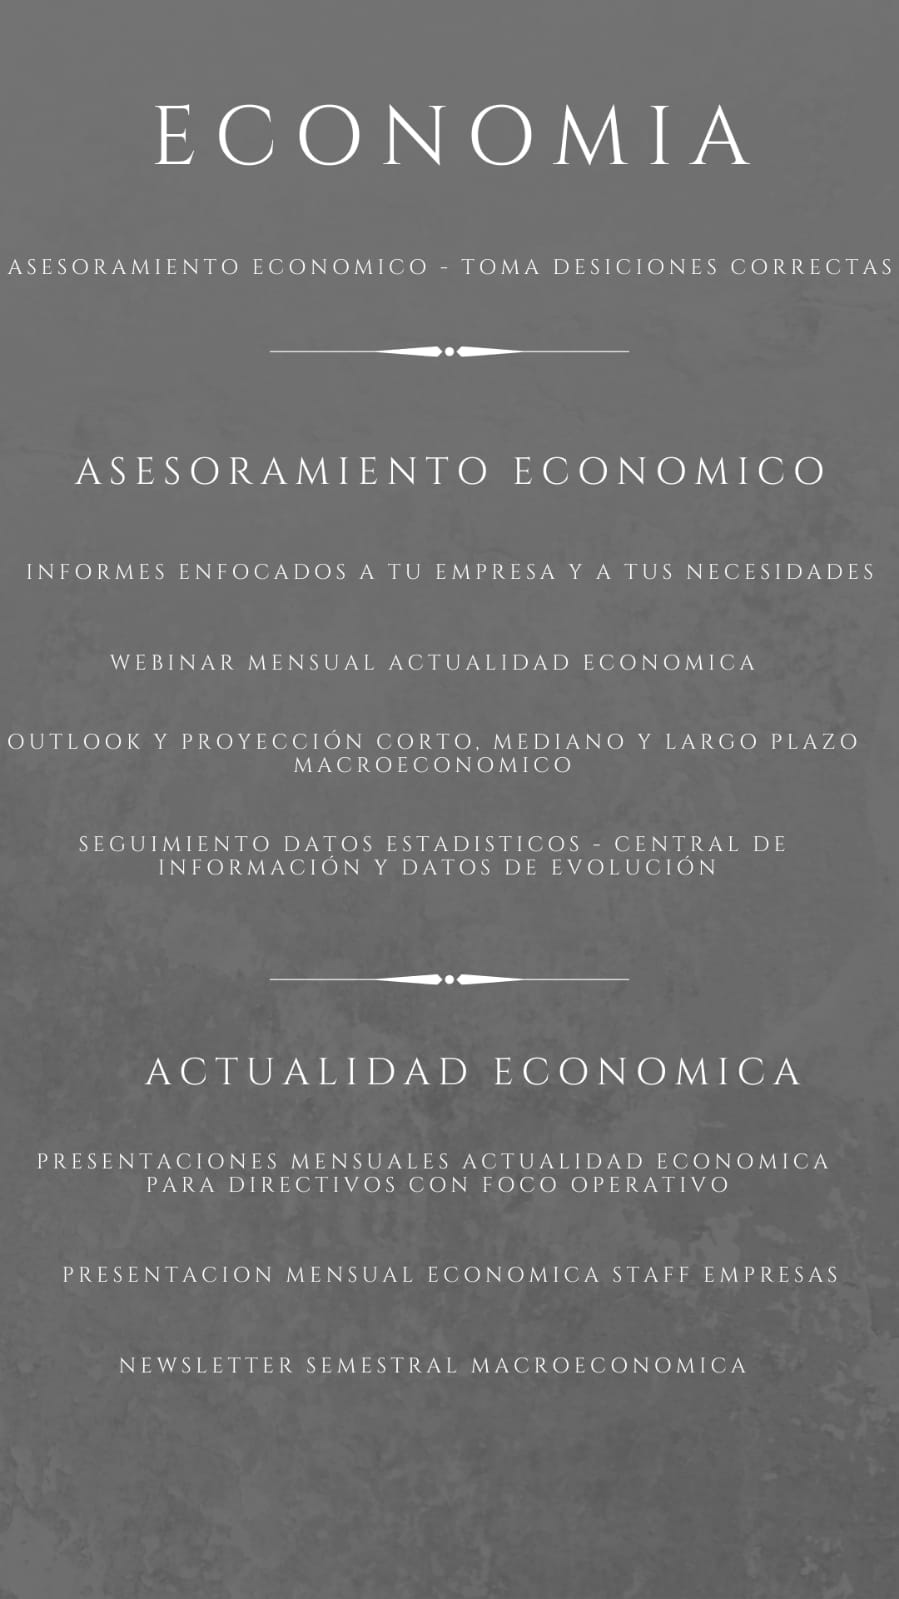 ECONOMIA
ASESORAMIENTO ECONOMICO - TOMA DESICIONES CORRECTAS
ASESORAMIENTO ECONOMICO
INFORMES ENFOCADOS A TU EMPRESA Y A TUS NECESIDADES
WEBINAR MENSUAL ACTUALIDAD ECONOMICA
OUTLOOK Y PROYECCIÓN CORTO, MEDIANO Y LARGO PLAZO
MACROECONOMICO
SEGUIMIENTO DATOS ESTADISTICOS - CENTRAL DE
INFORMACIÓN Y DATOS DE EVOLUCIÓN
ACTUALIDAD ECONOMICA
PRESENTACIONES MENSUALES ACTUALIDAD ECONOMICA
PARA DIRECTIVOS CON FOCO OPERATIVO
PRESENTACION MENSUAL ECONOMICA STAFF EMPRESAS
NEWSLETTER SEMESTRAL MACROECONOMICA